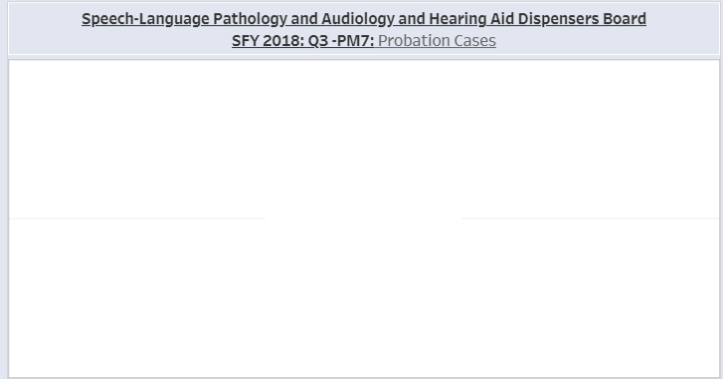 Speech-Language Pathology and Audiology and Hearing Aid Dispensers Board
SFY 2018: Q3 -PM7: Probation Cases